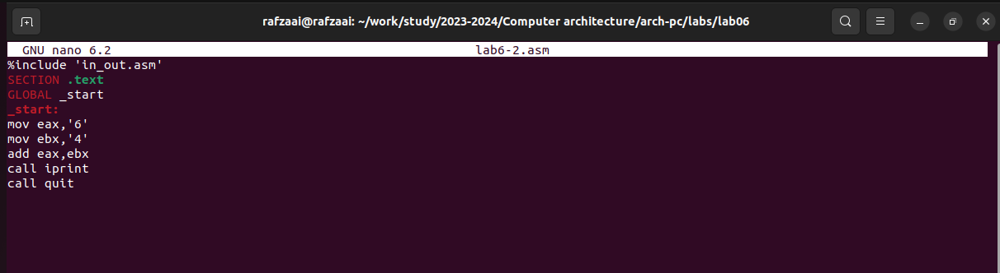 rafzaai@rafzaai: ~/work/study/2023-2024/Computer architecture/arch-pc/labs/lab06
GNU nano 6.2 lab6-2.asm
%include 'in_out.asm'
SECTION .text
GLOBAL _start
_start:
mov eax,'6'
mov ebx,'4'
add eax,ebx
call iprint
call quit